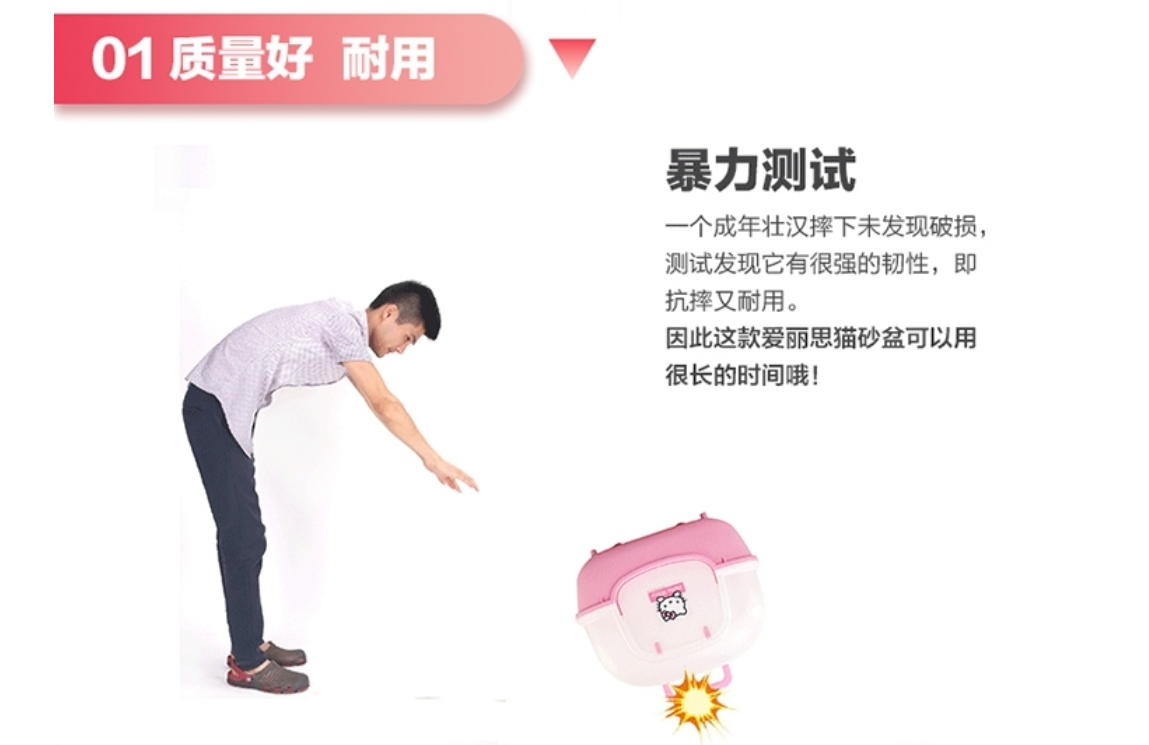 01 质量好 耐用
暴力测试
一个成年壮汉摔下未发现破损，
测试发现它有很强的韧性，即
抗摔又耐用。
因此这款爱丽思猫砂盆可以用
很长的时间哦！